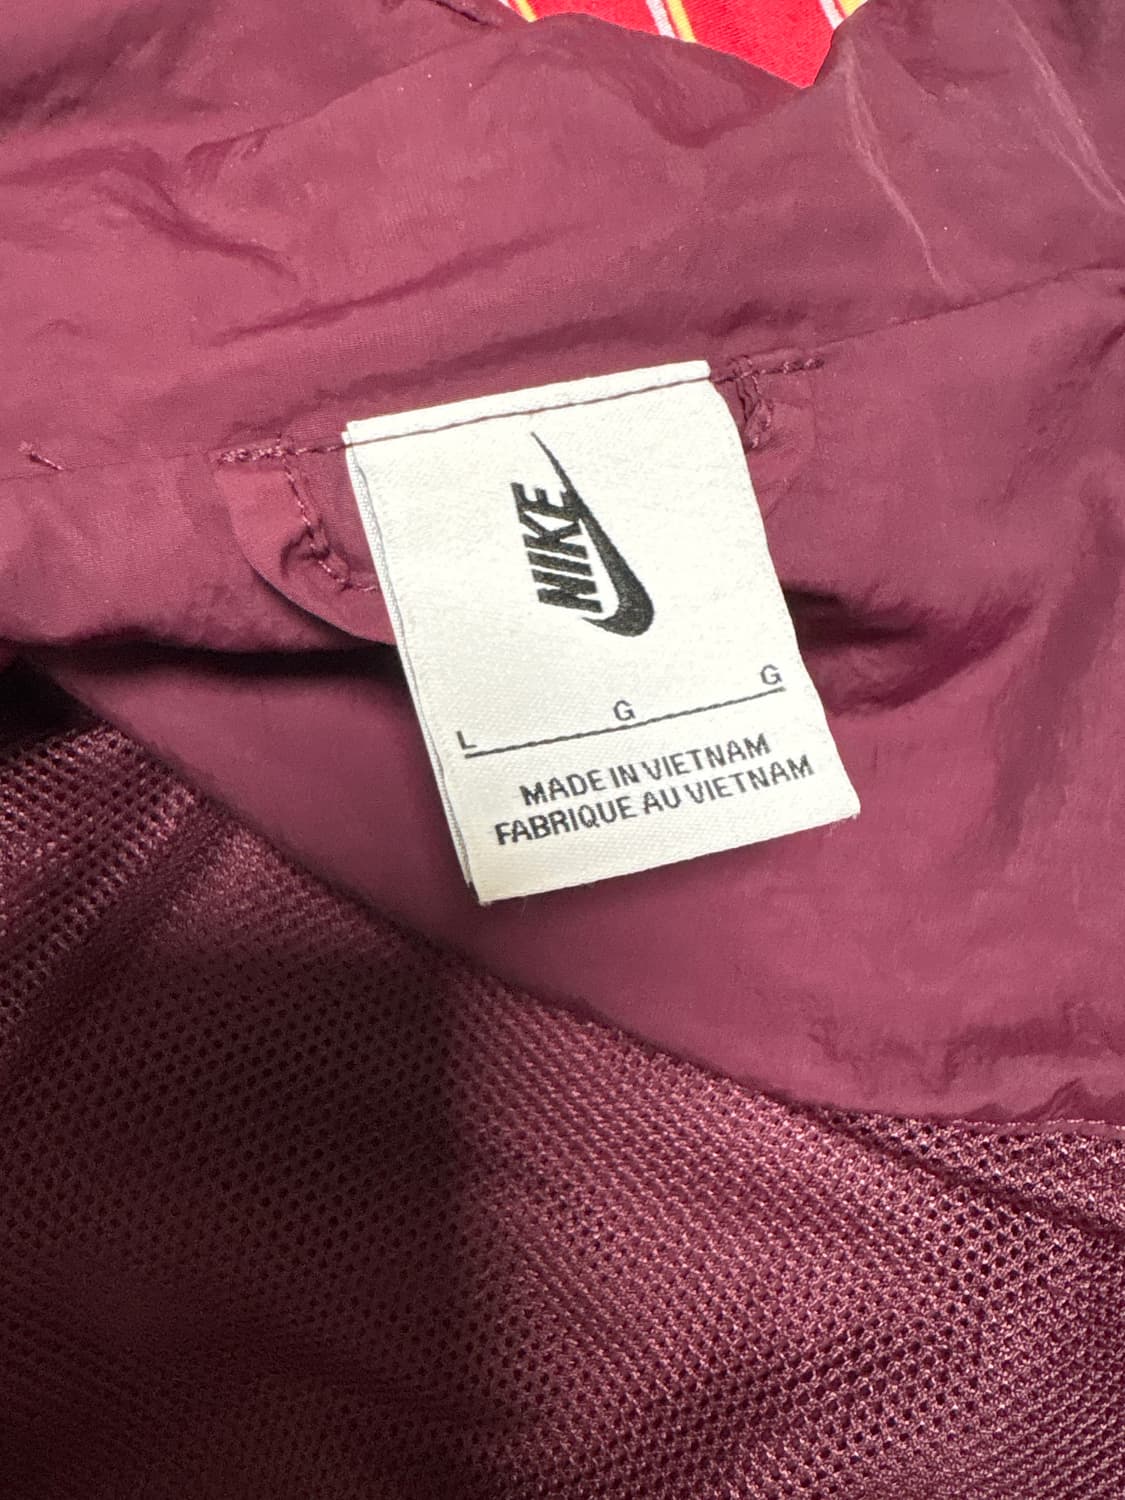 NIKE
L G G
MADE IN VIETNAM
FABRIQUE AU VIETNAM